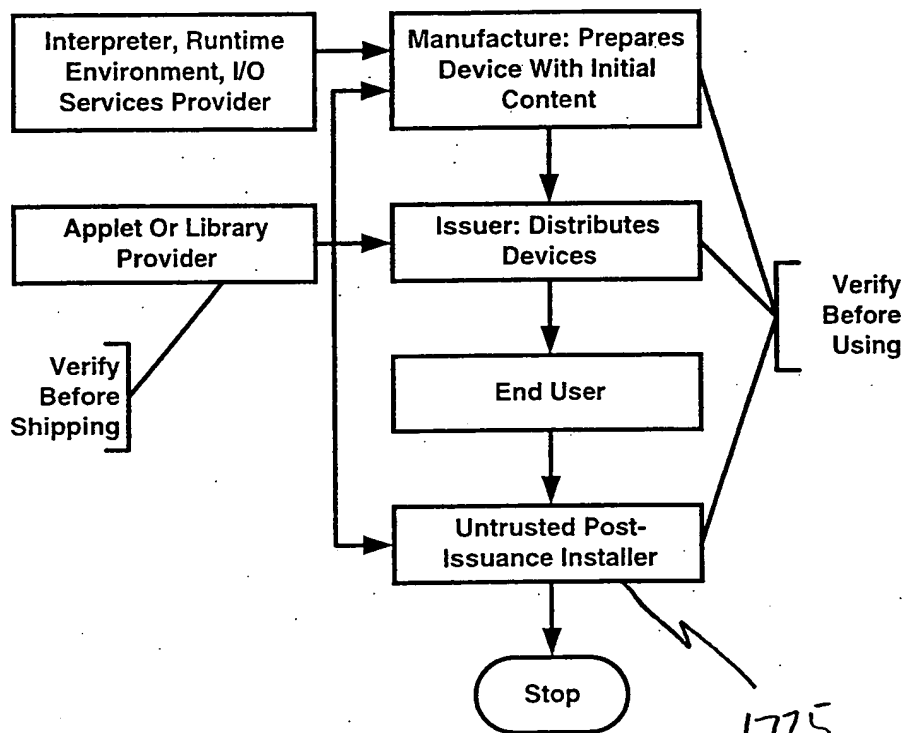 Interpreter, Runtime
Environment, I/O
Services Provider
Manufacture: Prepares
Device With Initial
Content
Applet Or Library
Provider
Issuer: Distributes
Devices
Verify
Before
Using
Verify
Before
Shipping
End User
Untrusted Post-
Issuance Installer
Stop
1775